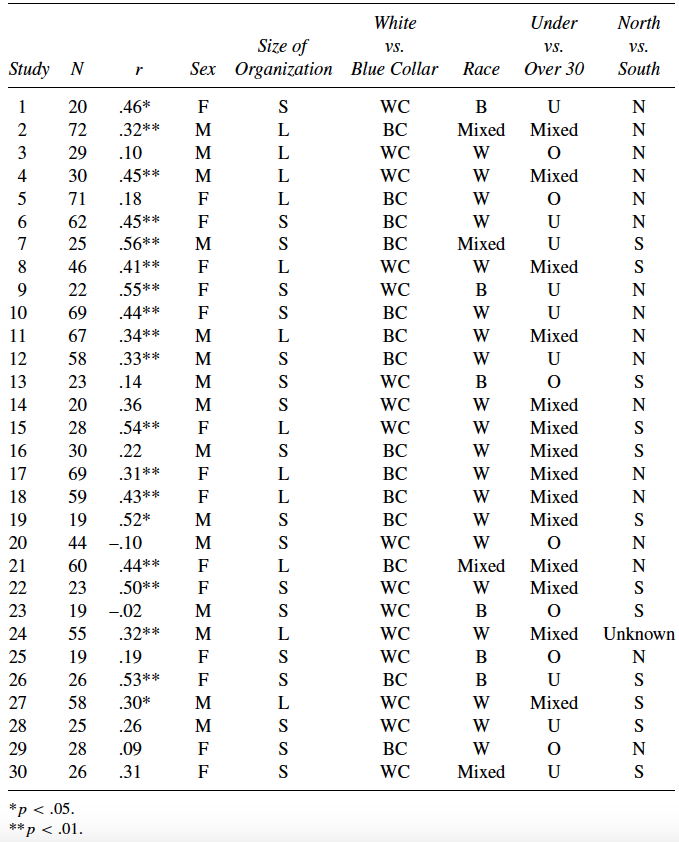 White Under North
Size of vs. vs. vs.
Study N r Sex Organization Blue Collar Race Over 30 South
1 20 .46* F S WC B U N
2 72 .32** M L BC Mixed Mixed N
3 29 .10 M L WC W O N
4 30 .45** M L WC W Mixed N
5 71 .18 F L BC W O N
6 62 .45** F S BC W U N
7 25 .56** M S BC Mixed U S
8 46 .41** F L WC W Mixed S
9 22 .55** F S WC B U N
10 69 .44** F S BC W U N
11 67 .34** M L BC W Mixed N
12 58 .33** M S BC W U N
13 23 .14 M S WC B O S
14 20 .36 M S WC W Mixed N
15 28 .54** F L WC W Mixed S
16 30 .22 M S BC W Mixed S
17 69 .31** F L BC W Mixed N
18 59 .43** F L BC W Mixed N
19 19 .52* M S BC W Mixed S
20 44 –.10 M S WC W O N
21 60 .44** F L BC Mixed Mixed N
22 23 .50** F S WC W Mixed S
23 19 –.02 M S WC B O S
24 55 .32** M L WC W Mixed Unknown
25 19 .19 F S WC B O N
26 26 .53** F S BC B U S
27 58 .30* M L WC W Mixed S
28 25 .26 M S WC W U S
29 28 .09 F S BC W O N
30 26 .31 F S WC Mixed U S
*p < .05.
**p < .01.